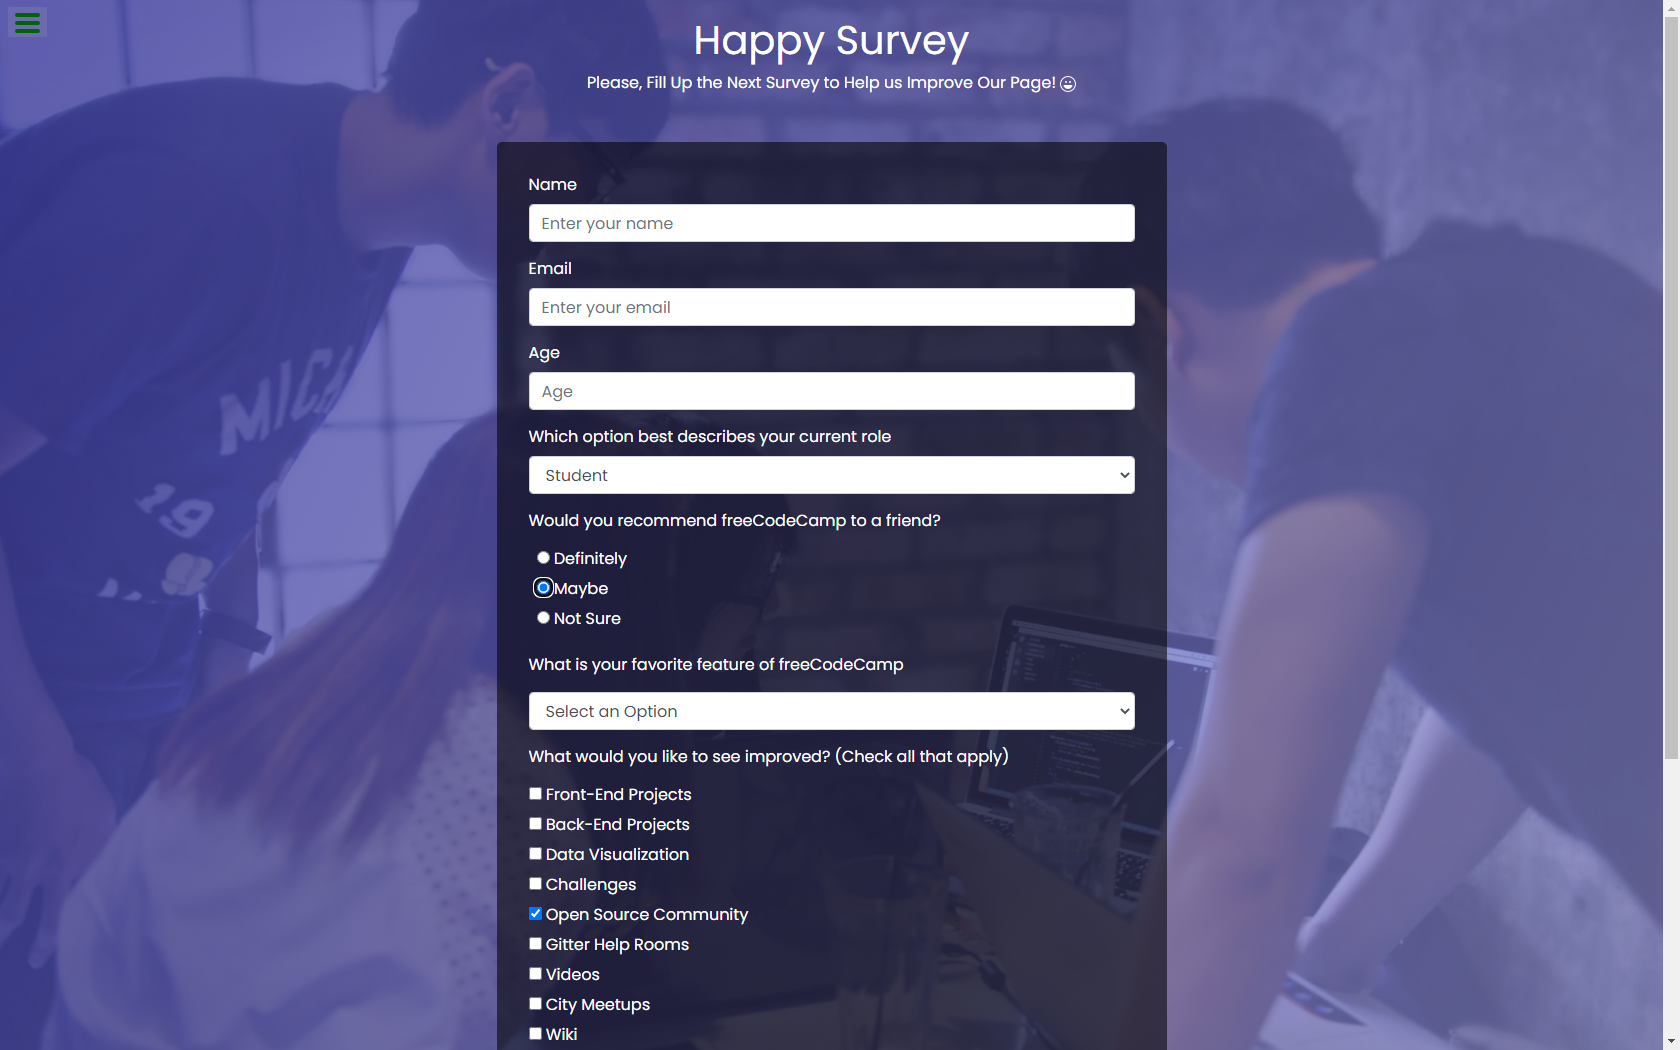 Happy Survey
Please, Fill Up the Next Survey to Help us Improve Our Page!
Name
Enter your name
Email
Enter your email
Age
Age
Which option best describes your current role
Student
Would you recommend freeCodeCamp to a friend?
Definitely
Maybe
Not Sure
What is your favorite feature of freeCodeCamp
Select an Option
What would you like to see improved? (Check all that apply)
Front-End Projects
Back-End Projects
Data Visualization
Challenges
Open Source Community
Gitter Help Rooms
Videos
City Meetups
Wiki
MICH
19